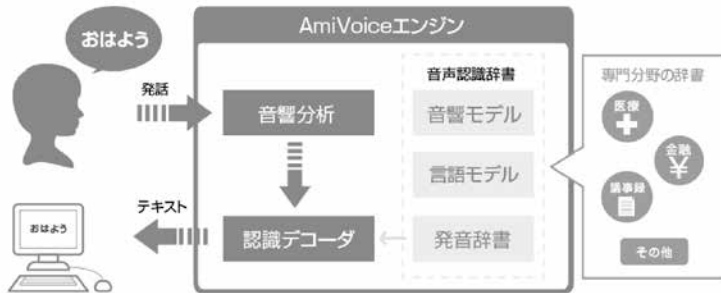 おはよう
AmiVoiceエンジン
発話
音響分析
音声認識辞書
音響モデル
言語モデル
発音辞書
認識デコーダ
テキスト
おはよう
専門分野の辞書
医療
金融
¥
議事録
その他